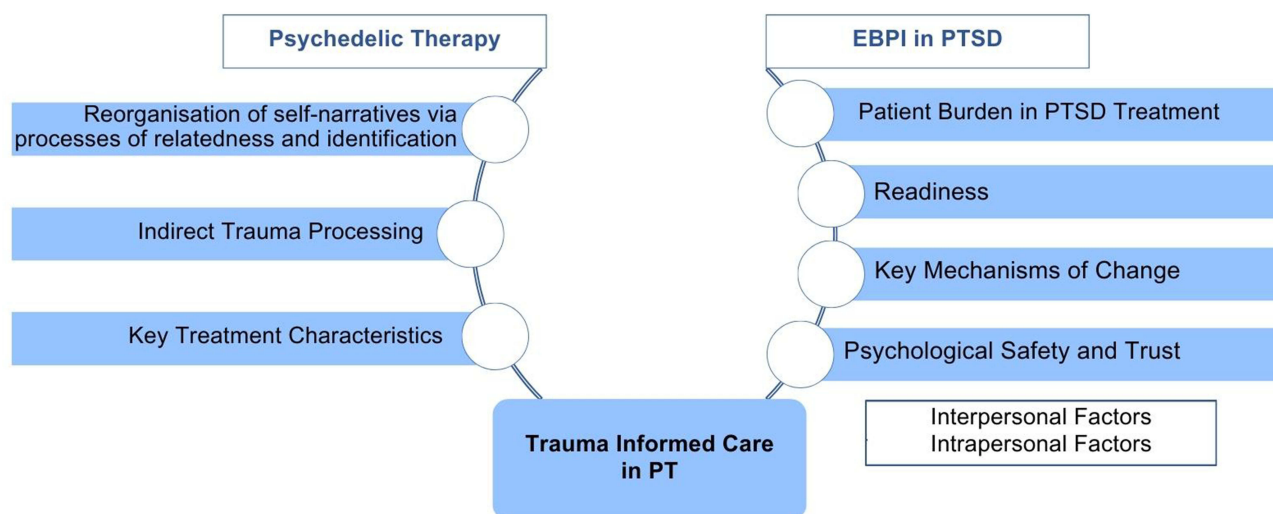 Psychedelic Therapy
Reorganisation of self-narratives via
processes of relatedness and identification
Indirect Trauma Processing
Key Treatment Characteristics
EBPI in PTSD
Patient Burden in PTSD Treatment
Readiness
Key Mechanisms of Change
Psychological Safety and Trust
Interpersonal Factors
Intrapersonal Factors
Trauma Informed Care
in PT